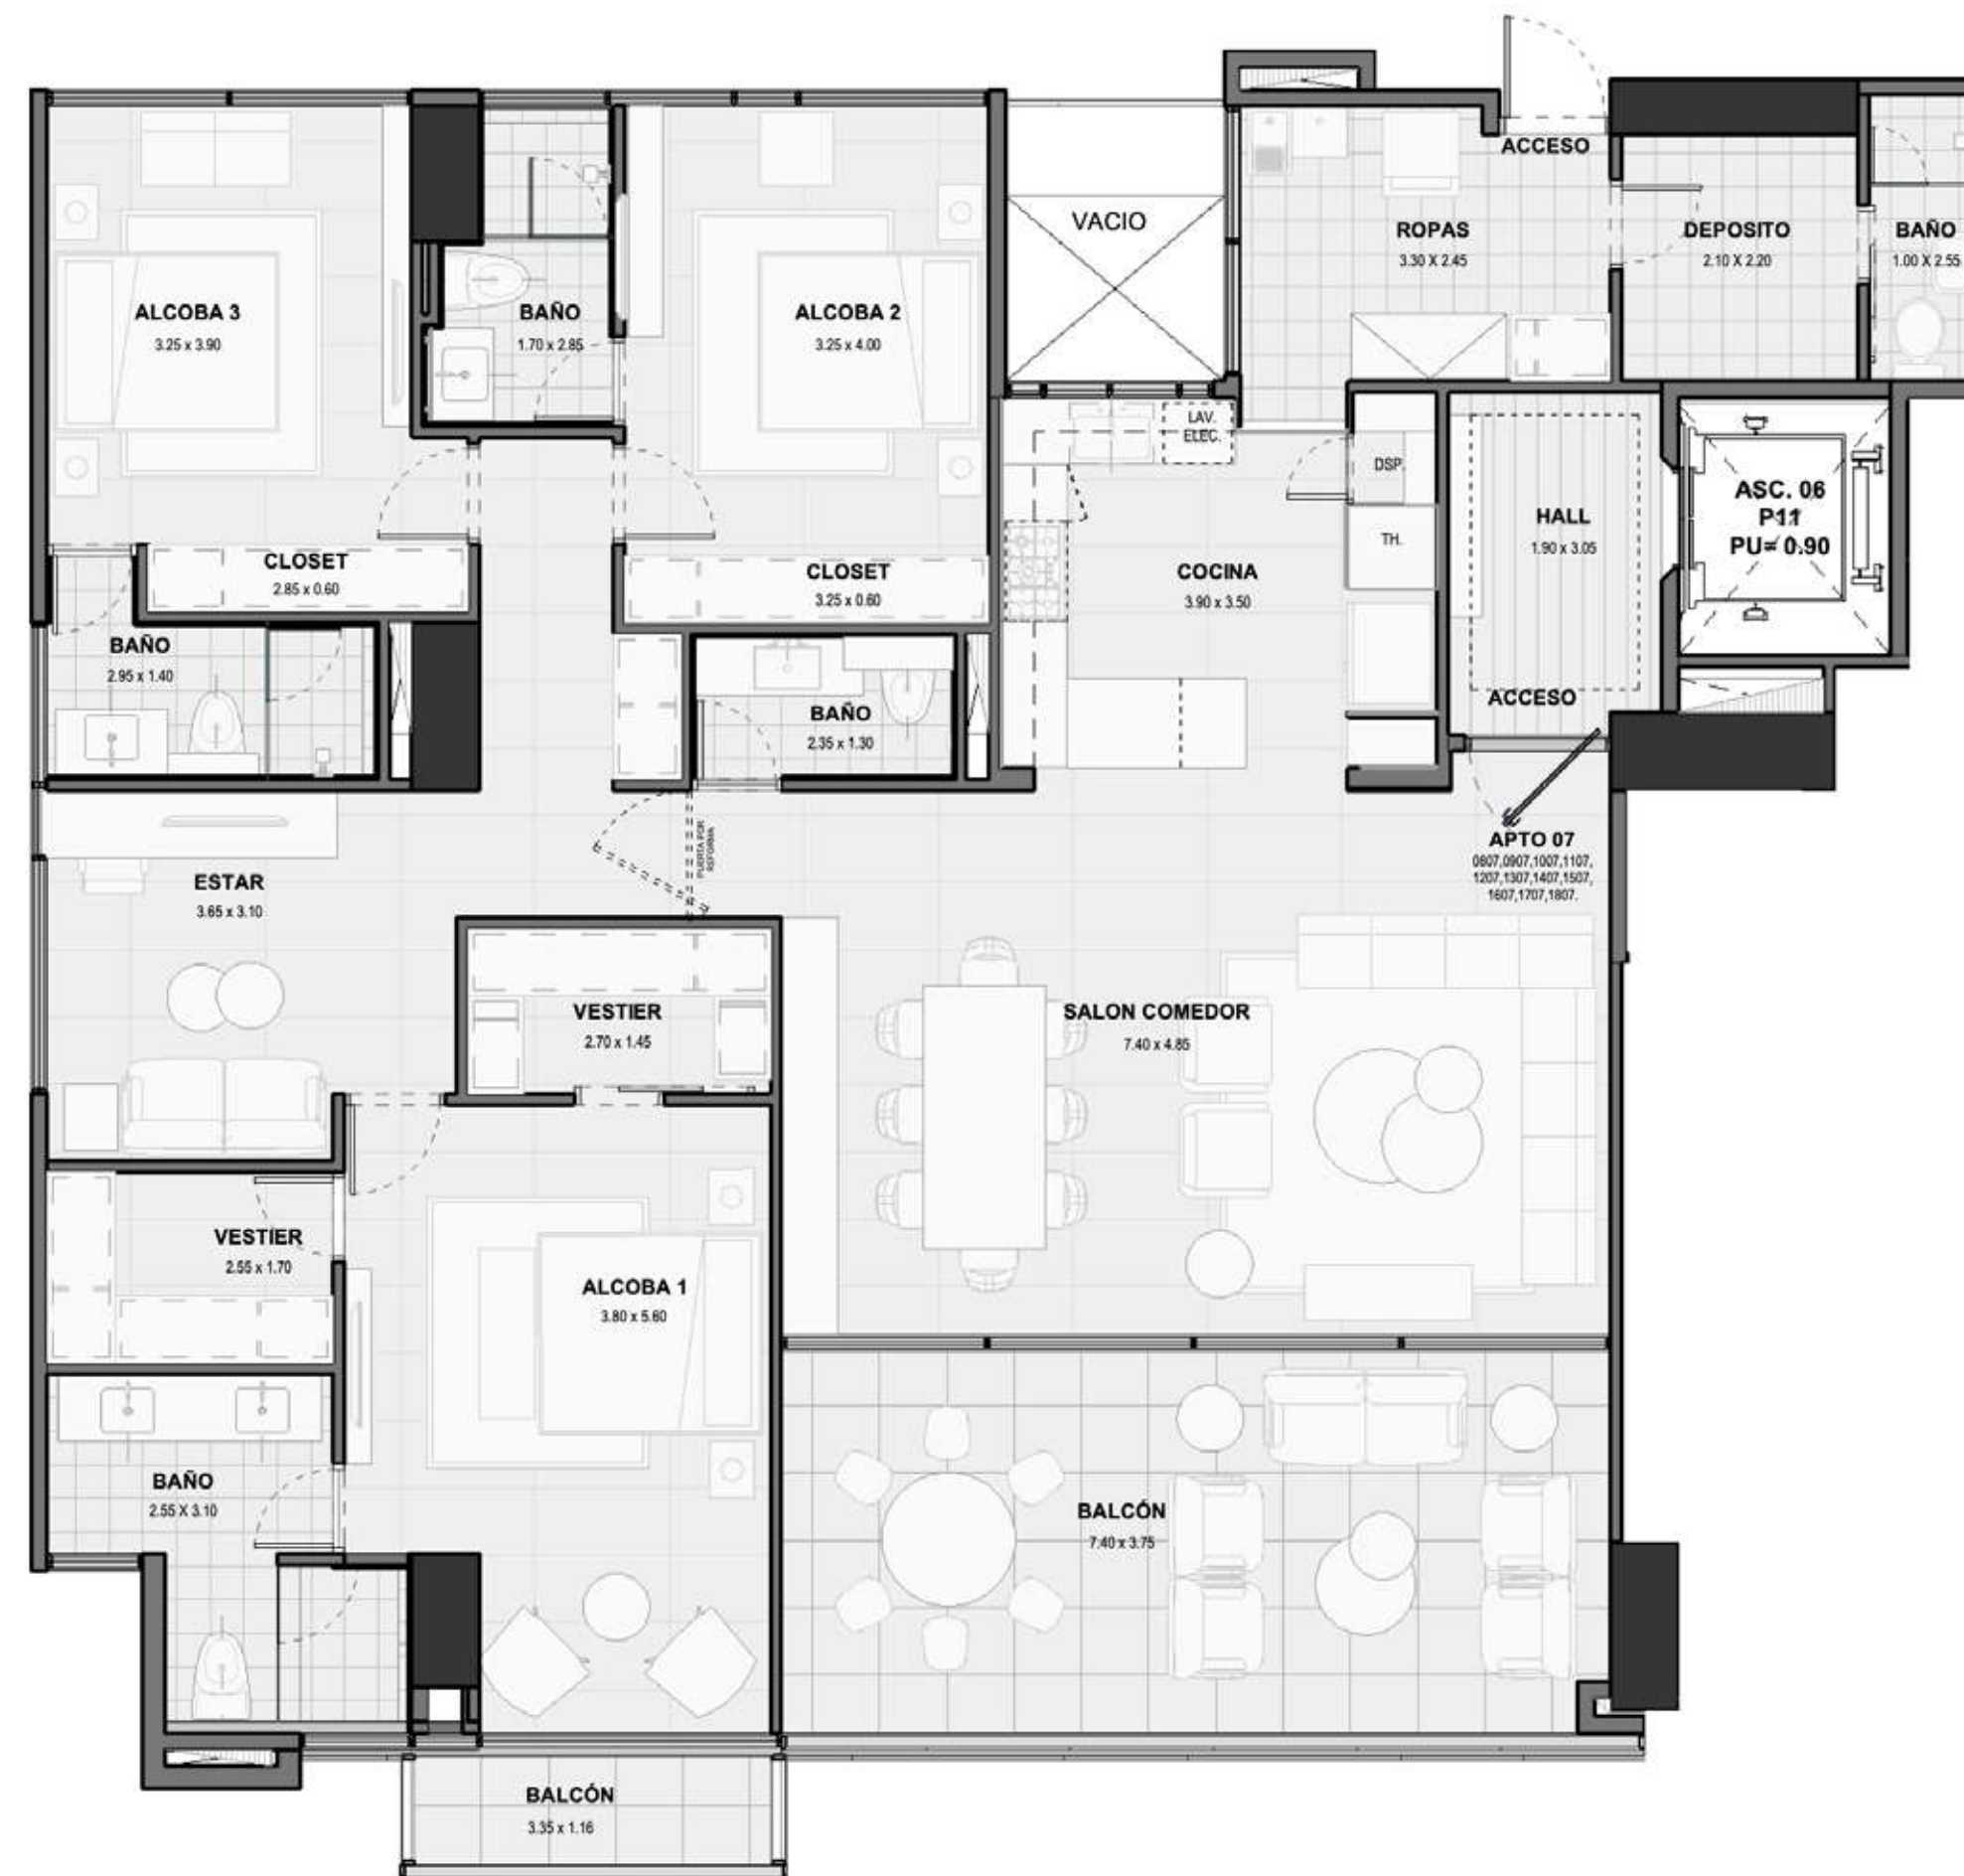 ACCESO
VACIO
ROPAS
3.30 X 2.45
DEPOSITO
2.10 X 2.20
BAÑO
1.00 X 2.55
ALCOBA 3
3.25 x 3.90
BAÑO
1.70 x 2.85
ALCOBA 2
3.25 x 4.00
LAV.
ELEC.
DSP.
TH.
HALL
1.90 x 3.05
ACCESO
ASC. 06
P11
PU= 0.90
CLOSET
2.85 x 0.60
CLOSET
3.25 x 0.60
COCINA
3.90 x 3.50
BAÑO
2.95 x 1.40
BAÑO
2.35 x 1.30
PUERTA POR
REFORMA
APTO 07
0807,0907,1007,1107,
1207,1307,1407,1507,
1607,1707,1807.
ESTAR
3.65 x 3.10
VESTIER
2.70 x 1.45
SALON COMEDOR
7.40 x 4.85
VESTIER
2.55 x 1.70
ALCOBA 1
3.80 x 5.60
BAÑO
2.55 X 3.10
BALCÓN
7.40 x 3.75
BALCÓN
3.35 x 1.16